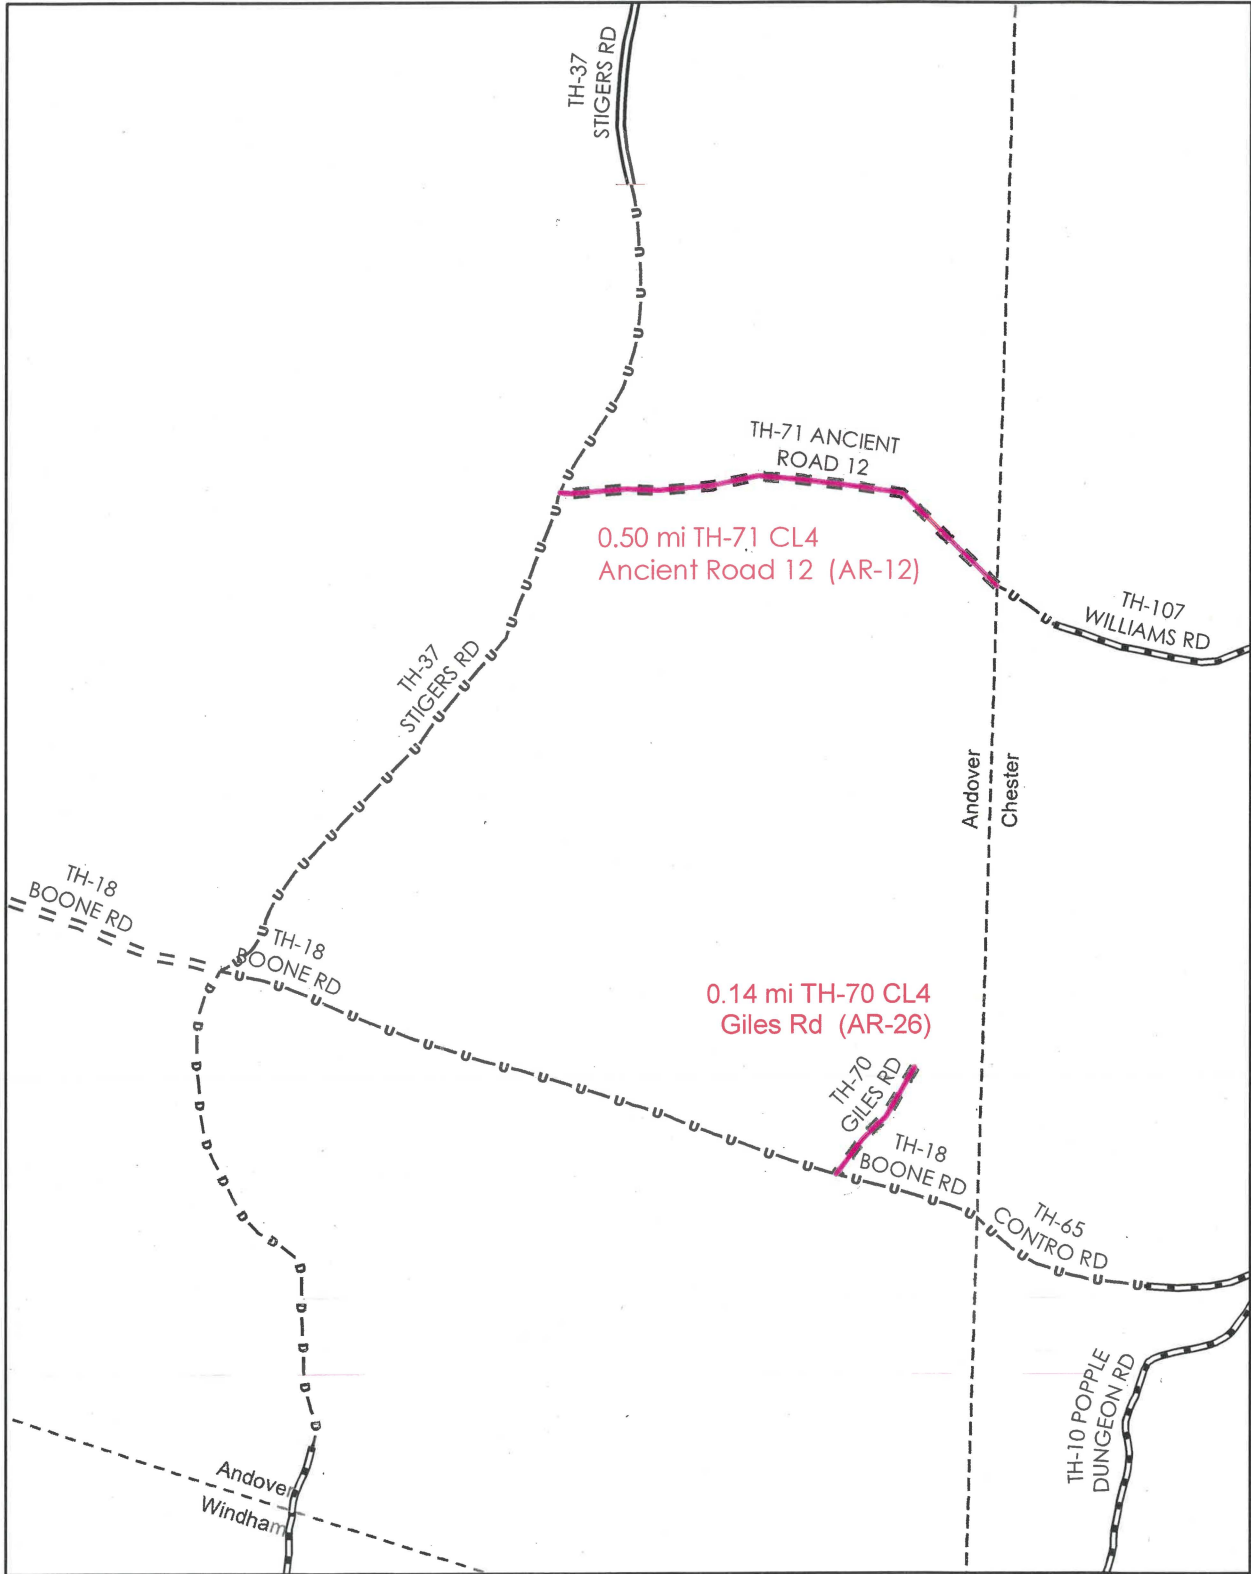 TH-37
STIGERS RD
TH-71 ANCIENT
ROAD 12
0.50 mi TH-71 CL4
Ancient Road 12 (AR-12)
TH-107
WILLIAMS RD
TH-37
STIGERS RD
Andover
Chester
TH-18
BOONE RD
TH-18
BOONE RD
0.14 mi TH-70 CL4
Giles Rd (AR-26)
TH-70
GILES RD
TH-18
BOONE RD
TH-65
CONTRO RD
TH-10 POPPLE
DUNGEON RD
Andover
Windham